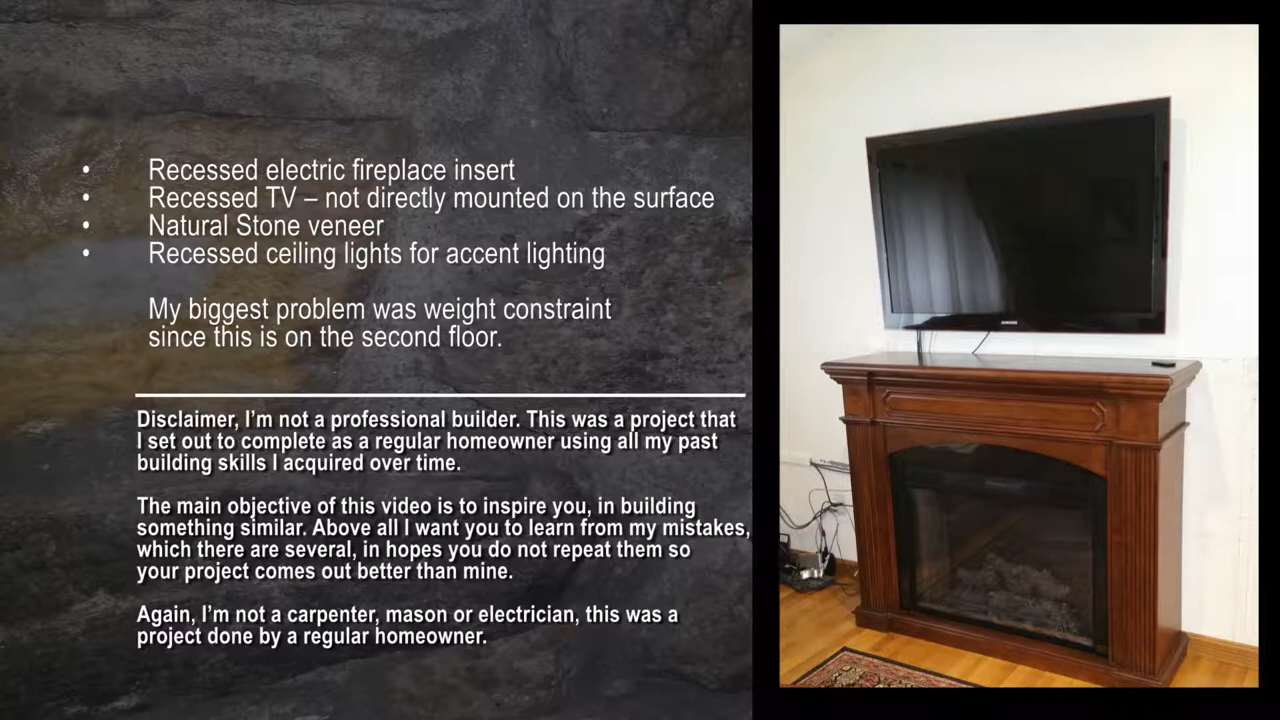 • Recessed electric fireplace insert
• Recessed TV – not directly mounted on the surface
• Natural Stone veneer
• Recessed ceiling lights for accent lighting
My biggest problem was weight constraint
since this is on the second floor.
Disclaimer, I'm not a professional builder. This was a project that
I set out to complete as a regular homeowner using all my past
building skills I acquired over time.
The main objective of this video is to inspire you, in building
something similar. Above all I want you to learn from my mistakes,
which there are several, in hopes you do not repeat them so
your project comes out better than mine.
Again, I'm not a carpenter, mason or electrician, this was a
project done by a regular homeowner.
SAMSUNG